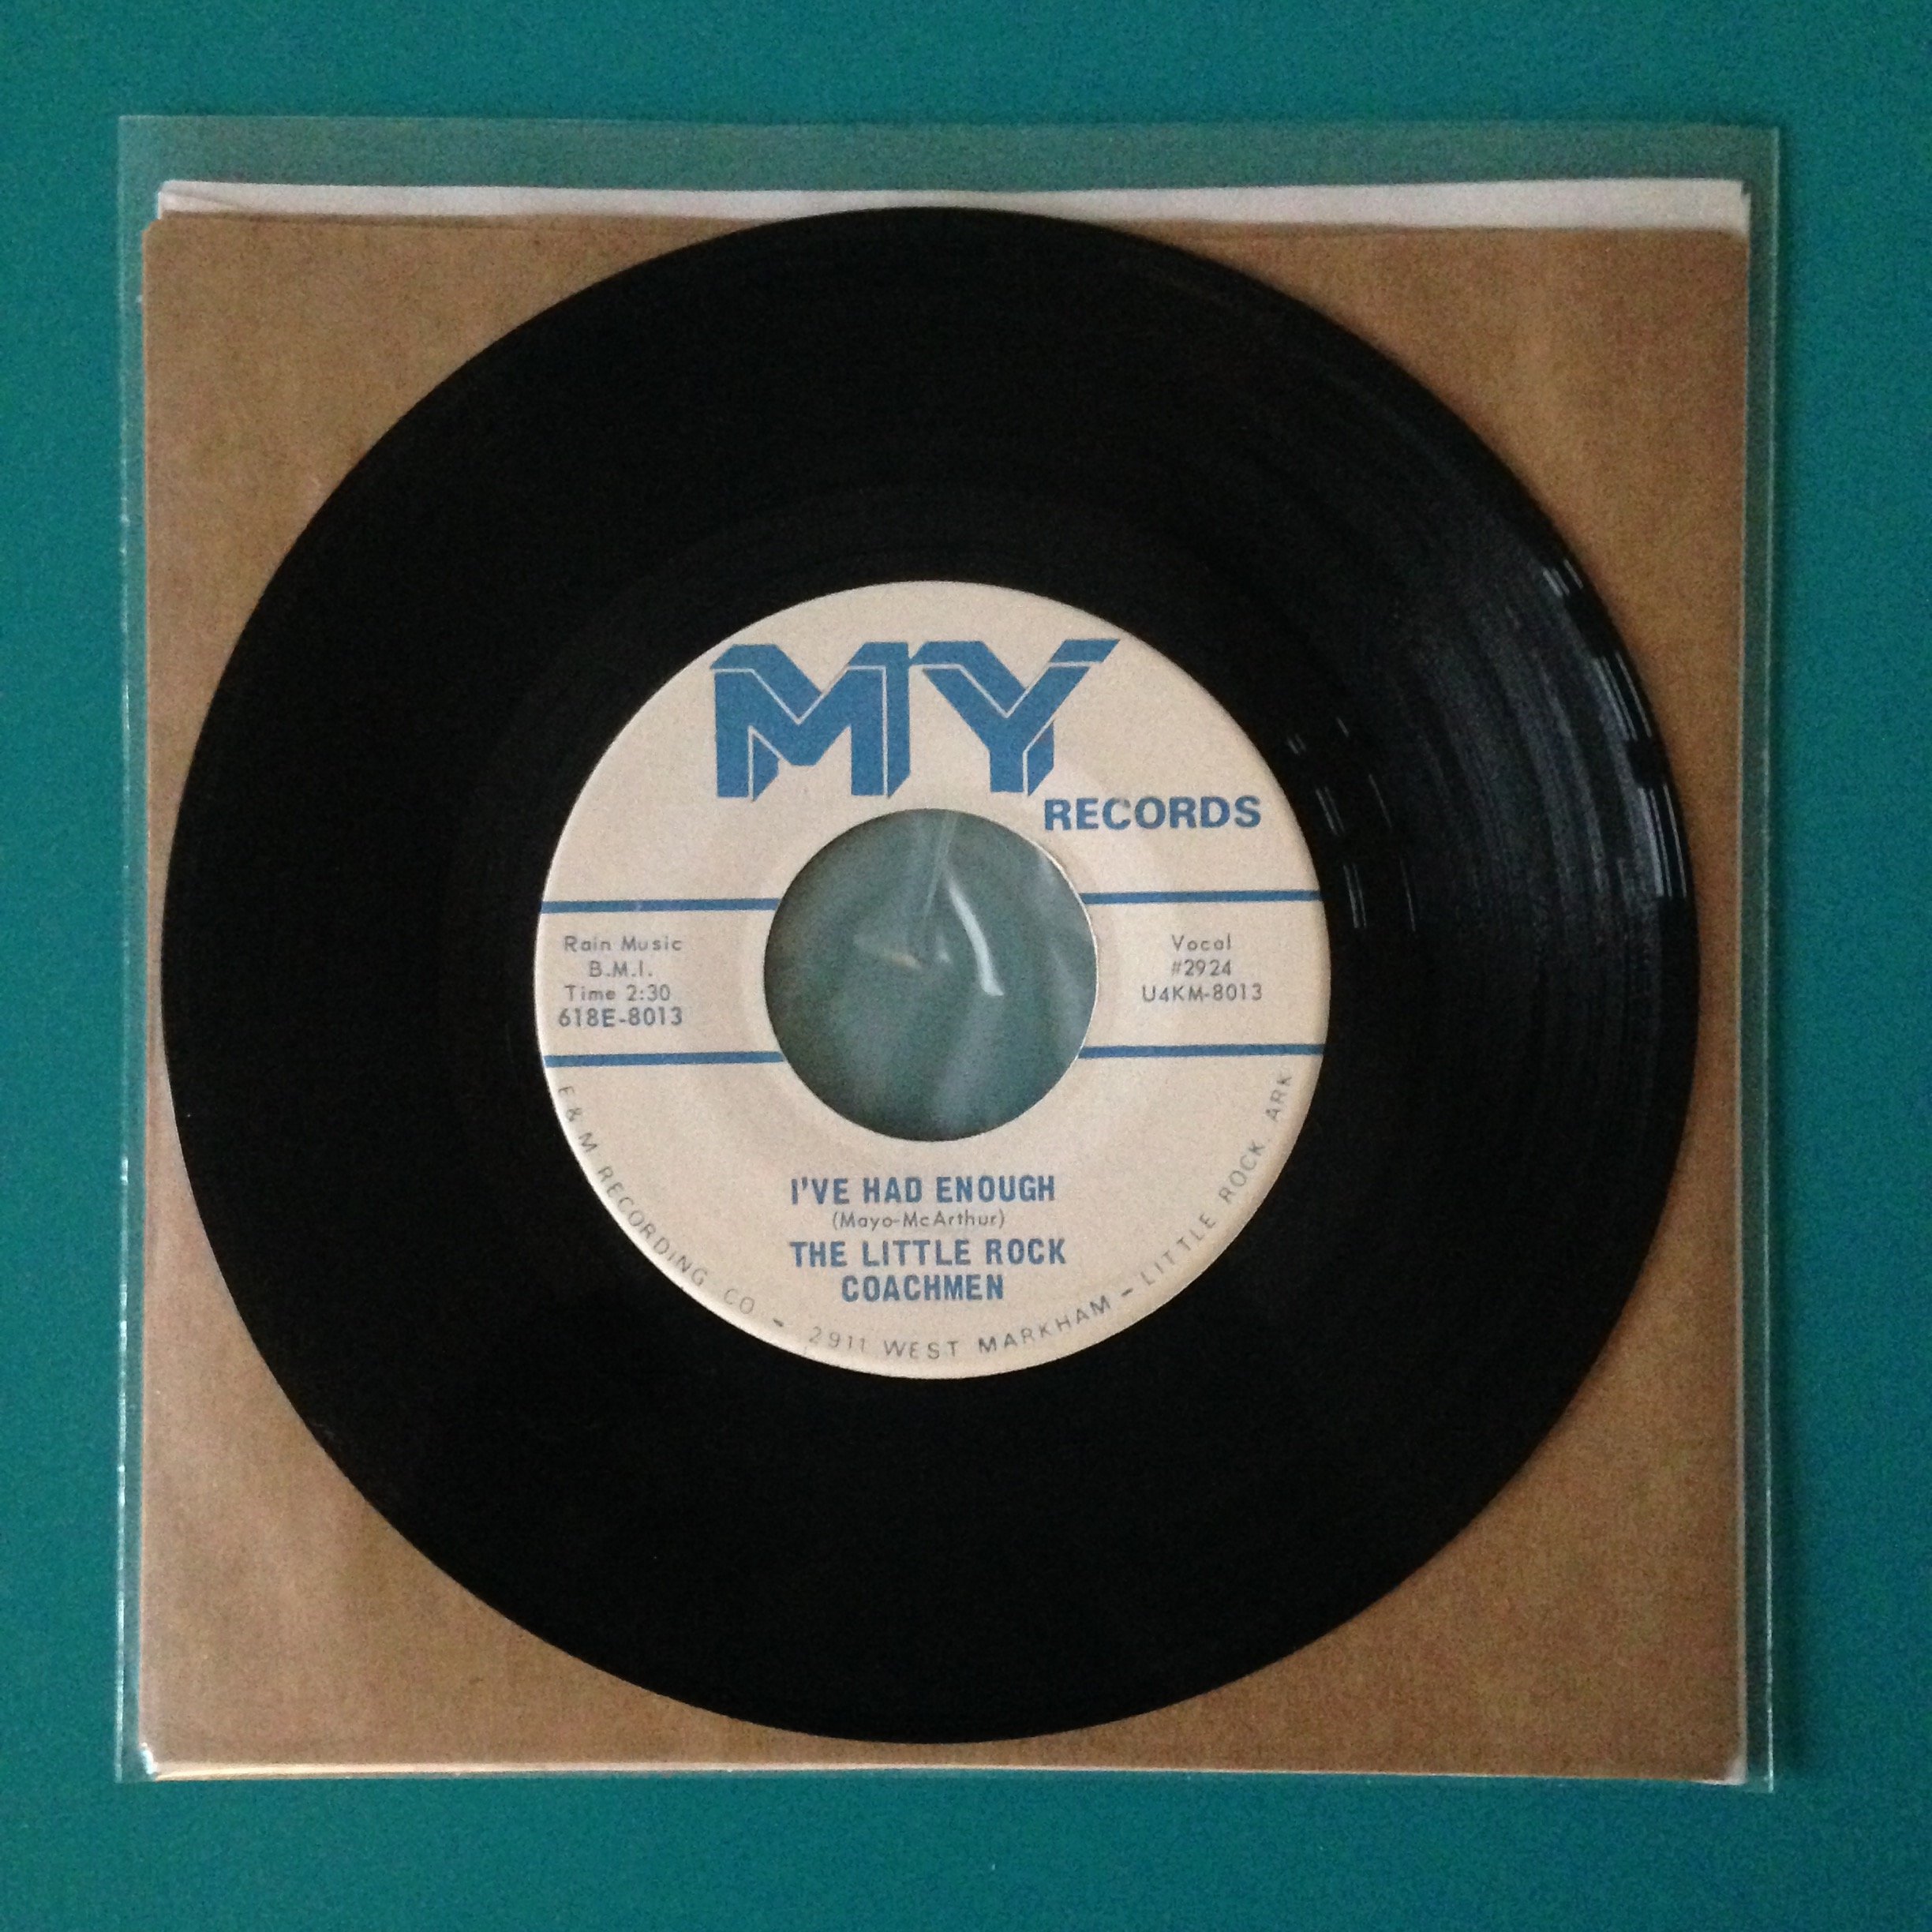 MY
RECORDS
Rain Music
B.M.I.
Time 2:30
618E-8013
Vocal
#2924
U4KM-8013
I'VE HAD ENOUGH
(Mayo-McArthur)
THE LITTLE ROCK
COACHMEN
E & M RECORDING CO - 2911 WEST MARKHAM - LITTLE ROCK, ARK